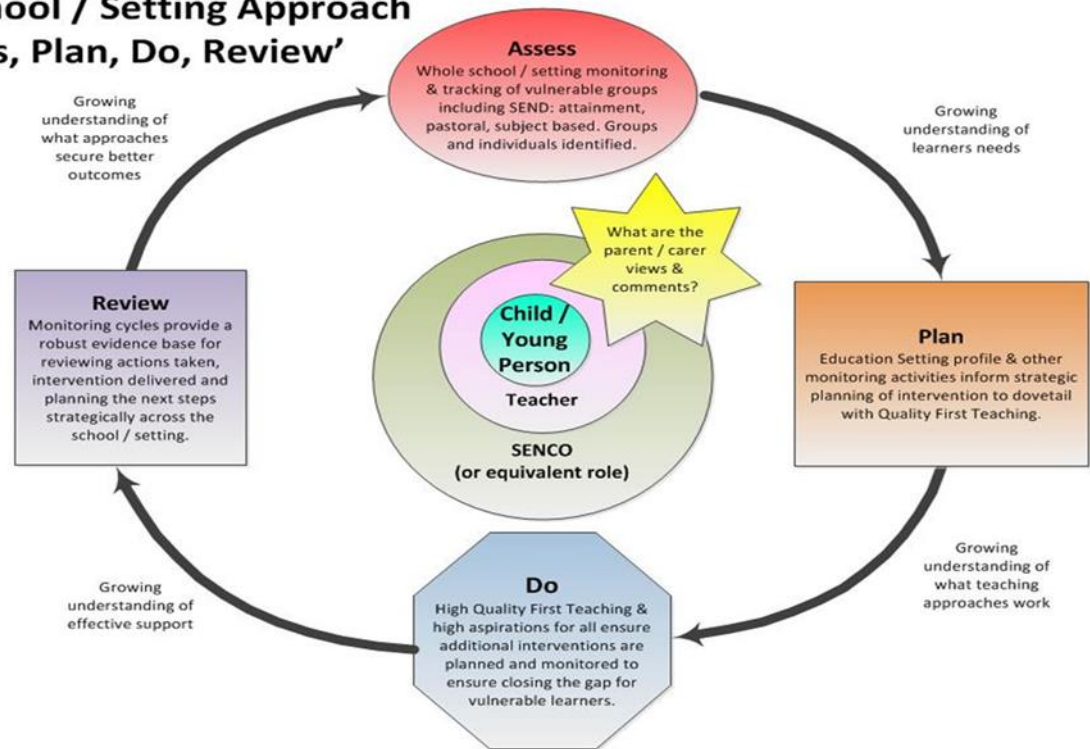 / Setting Approach
Plan, Do, Review’
Assess
Whole school / setting monitoring
& tracking of vulnerable groups
including SEND: attainment,
pastoral, subject based. Groups
and individuals identified.
Growing
understanding of
what approaches
secure better
outcomes
Growing
understanding of
learners needs
What are the
parent / carer
views &
comments?
Review
Monitoring cycles provide a
robust evidence base for
reviewing actions taken,
intervention delivered and
planning the next steps
strategically across the
school / setting.
Child /
Young
Person
Teacher
SENCO
(or equivalent role)
Plan
Education Setting profile & other
monitoring activities inform strategic
planning of intervention to dovetail
with Quality First Teaching.
Growing
understanding of
effective support
Do
High Quality First Teaching &
high aspirations for all ensure
additional interventions are
planned and monitored to
ensure closing the gap for
vulnerable learners.
Growing
understanding of
what teaching
approaches work